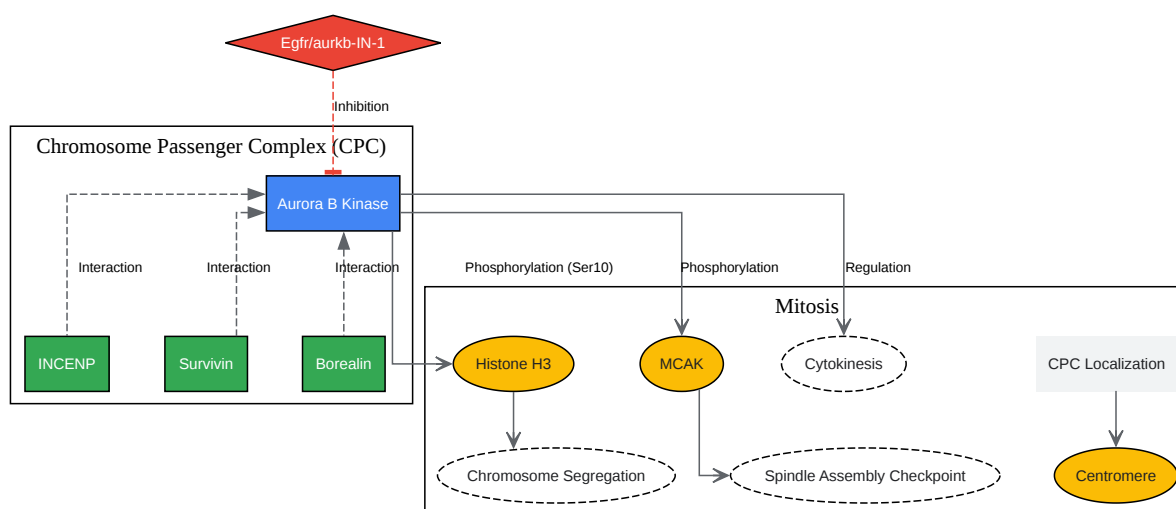 Egfr/aurkb-IN-1
Inhibition
Chromosome Passenger Complex (CPC)
Aurora B Kinase
Interaction
Interaction
Interaction
Phosphorylation (Ser10)
Phosphorylation
Regulation
Mitosis
INCENP
Survivin
Borealin
Histone H3
MCAK
Cytokinesis
CPC Localization
Chromosome Segregation
Spindle Assembly Checkpoint
Centromere